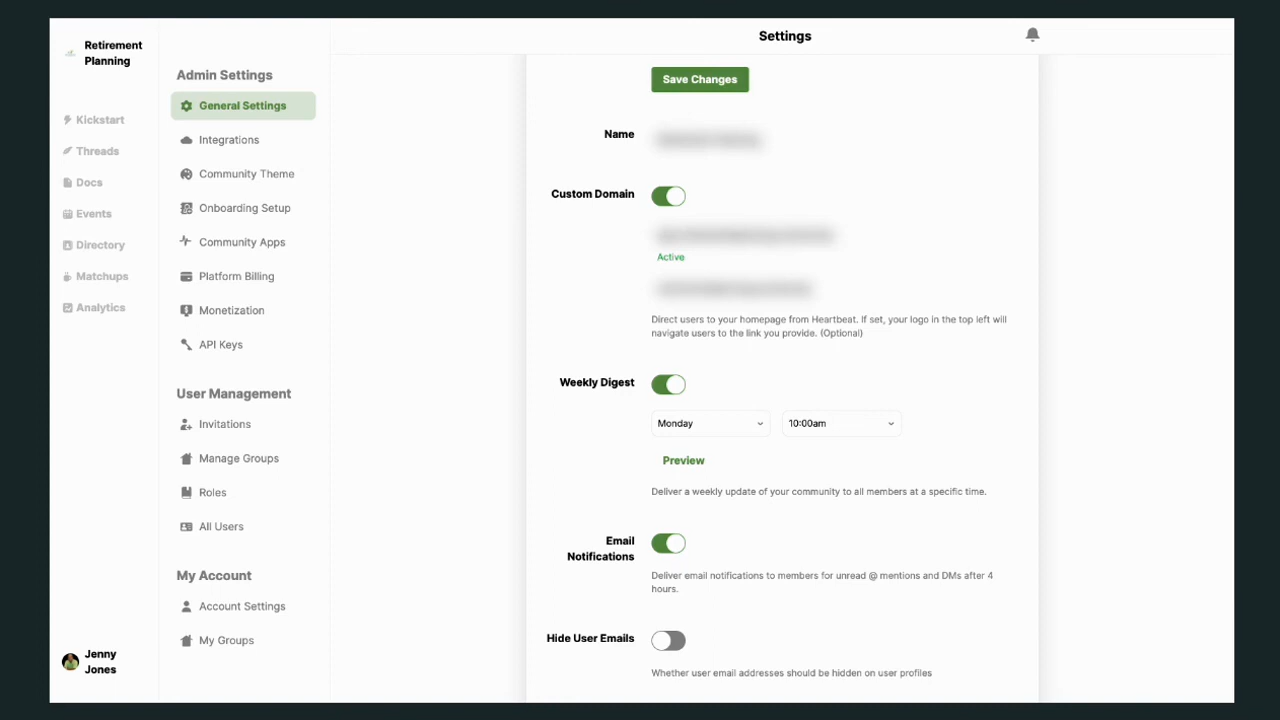 Retirement
Planning
Kickstart
Threads
Docs
Events
Directory
Matchups
Analytics
Jenny
Jones
Admin Settings
General Settings
Integrations
Community Theme
Onboarding Setup
Community Apps
Platform Billing
Monetization
API Keys
User Management
Invitations
Manage Groups
Roles
All Users
My Account
Account Settings
My Groups
Settings
Save Changes
Name
Custom Domain
Active
Direct users to your homepage from Heartbeat. If set, your logo in the top left will
navigate users to the link you provide. (Optional)
Weekly Digest
Monday
10:00am
Preview
Deliver a weekly update of your community to all members at a specific time.
Email
Notifications
Deliver email notifications to members for unread @ mentions and DMs after 4
hours.
Hide User Emails
Whether user email addresses should be hidden on user profiles